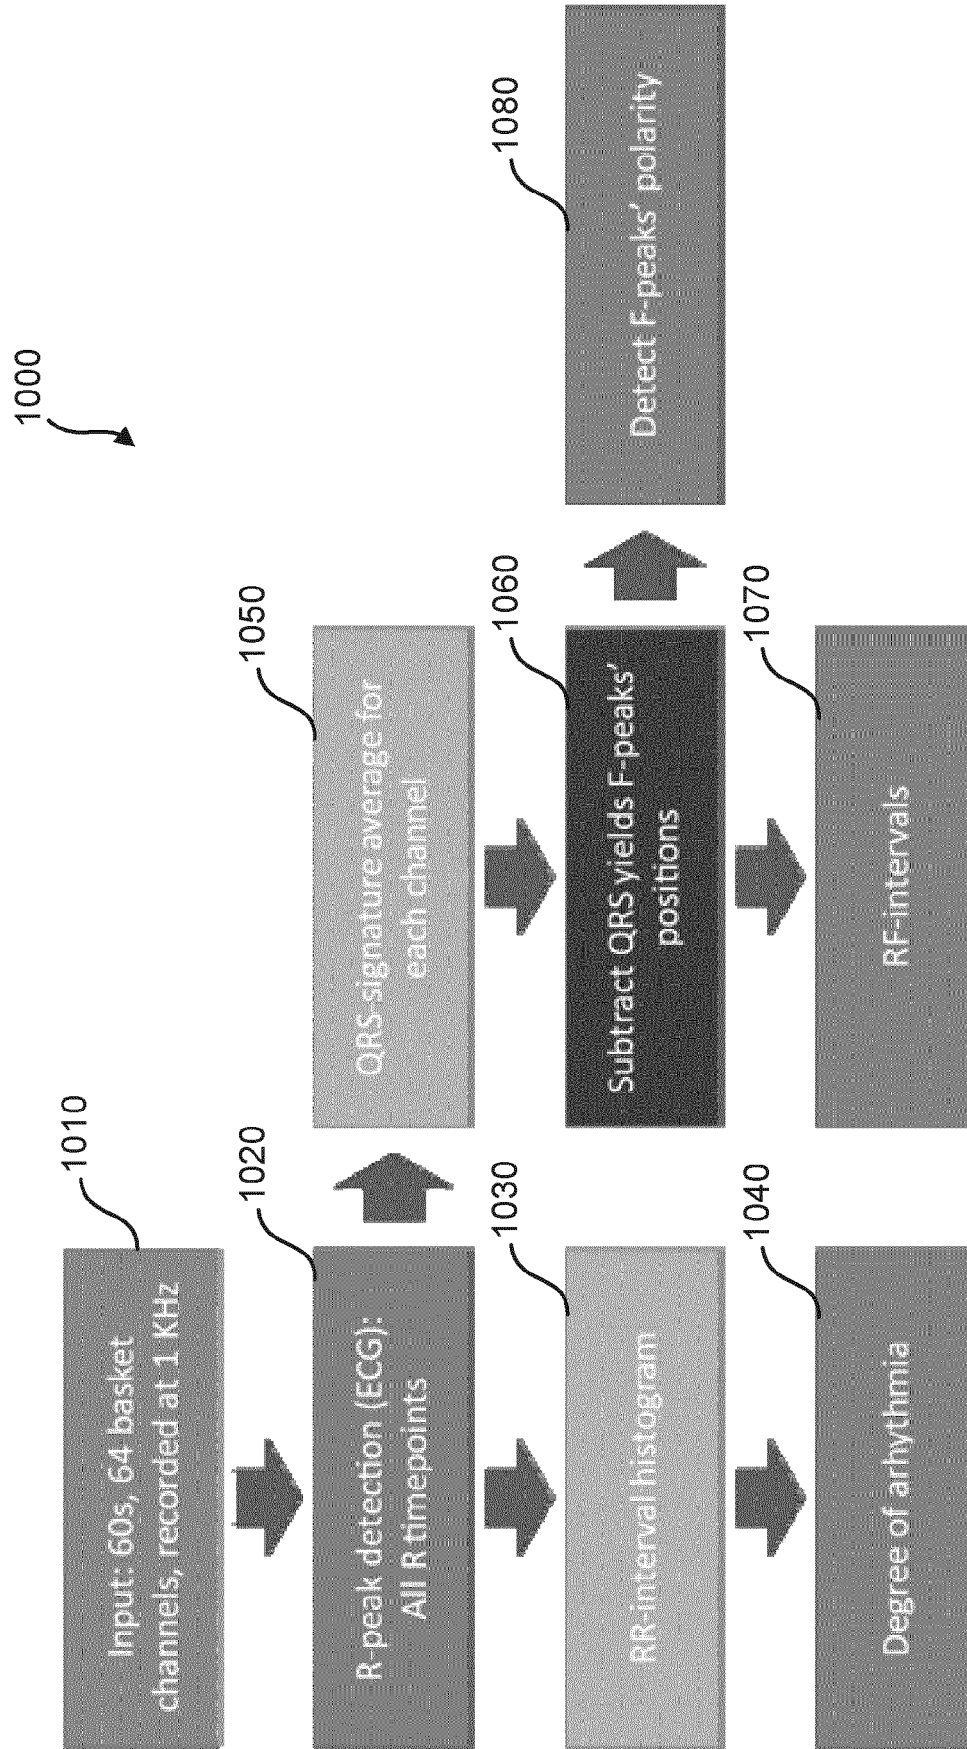 1000
1010
Input: 60s, 64 basket
channels, recorded at 1 KHz
1020
R-peak detection (ECG):
All R timepoints
1030
RR-interval histogram
1040
Degree of arhythmia
1050
QRS-signature average for
each channel
1060
Subtract QRS yields F-peaks'
positions
1070
RF-intervals
1080
Detect F-peaks' polarity